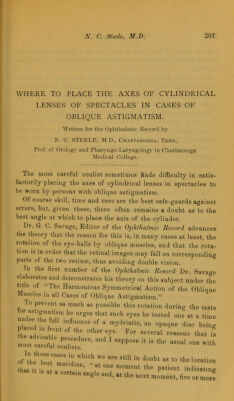 N. C. Steele, M.D.
201
WHERE TO PLACE THE AXES OF CYLINDRICAL
LENSES OF SPECTACLES IN CASES OF
OBLIQUE ASTIGMATISM.
Written for the Ophthalmic Record by
N. C. STEELE, M.D., CHATTANOOGA, TENN.,
Prof. of Otology and Pharyngo-Laryngology in Chattanooga
Medical College.
The most careful oculist sometimes finds difficulty in satis-
factorily placing the axes of cylindrical lenses in spectacles to
be worn by persons with oblique astigmatism.
Of course skill, time and care are the best safe-guards against
errors, but, given these, there often remains a doubt as to the
best angle at which to place the axis of the cylinder.
Dr. G. C. Savage, Editor of the Ophthalmic Record advances
the theory that the reason for this is, in many cases at least, the
rotation of the eye-balls by oblique muscles, and that the rota-
tion is in order that the retinal images may fall on corresponding
parts of the two retinæ, thus avoiding double vision.
In the first number of the Ophthalmic Record Dr. Savage
elaborates and demonstrates his theory on this subject under the
title of "The Harmonious Symmetrical Action of the Oblique
Muscles in all Cases of Oblique Astigmatism."
To prevent as much as possible this rotation during the tests
for astigmatism he urges that such eyes be tested one at a time
under the full influence of a mydriatic, an opaque disc being
placed in front of the other eye. For several reasons that is
the advisable procedure, and I suppose it is the usual one with
most careful oculists.
In those cases in which we are still in doubt as to the location
of the best meridian, "at one moment the patient indicating
that it is at a certain angle and, at the next moment, five or more